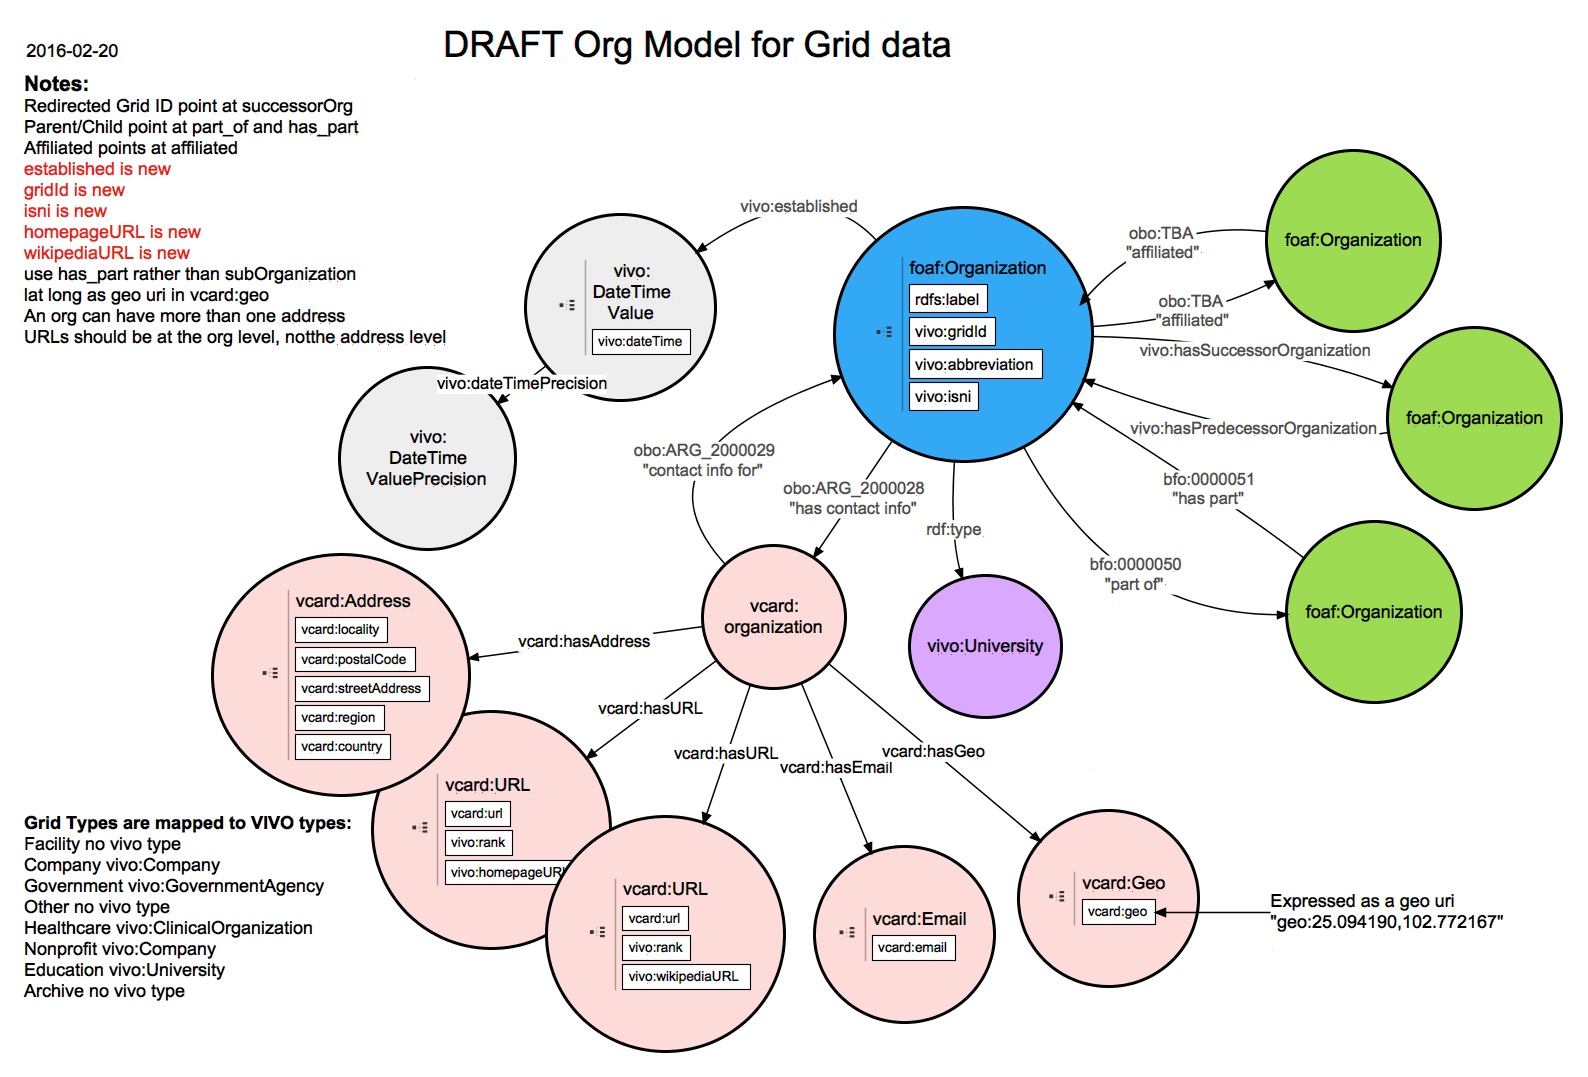 DRAFT Org Model for Grid data
2016-02-20
Notes:
Redirected Grid ID point at successorOrg
Parent/Child point at part_of and has_part
Affiliated points at affiliated
established is new
gridId is new
isni is new
homepageURL is new
wikipediaURL is new
use has_part rather than subOrganization
lat long as geo uri in vcard:geo
An org can have more than one address
URLs should be at the org level, notthe address level
vivo:established
vivo:
DateTime
Value
vivo:dateTime
vivo:dateTimePrecision
vivo:
DateTime
ValuePrecision
foaf:Organization
rdfs:label
vivo:gridId
vivo:abbreviation
vivo:isni
obo:TBA
"affiliated"
obo:TBA
"affiliated"
foaf:Organization
vivo:hasSuccessorOrganization
vivo:hasPredecessorOrganization
foaf:Organization
bfo:0000051
"has part"
bfo:0000050
"part of"
foaf:Organization
obo:ARG_2000029
"contact info for"
obo:ARG_2000028
"has contact info"
rdf:type
vivo:University
vcard:
organization
vcard:hasAddress
vcard:Address
vcard:locality
vcard:postalCode
vcard:streetAddress
vcard:region
vcard:country
vcard:hasURL
vcard:URL
vcard:url
vivo:rank
vivo:homepageUR
vcard:hasURL
vcard:URL
vcard:url
vivo:rank
vivo:wikipediaURL
vcard:hasEmail
vcard:Email
vcard:email
vcard:hasGeo
vcard:Geo
vcard:geo
Expressed as a geo uri
"geo:25.094190,102.772167"
Grid Types are mapped to VIVO types:
Facility no vivo type
Company vivo:Company
Government vivo:GovernmentAgency
Other no vivo type
Healthcare vivo:ClinicalOrganization
Nonprofit vivo:Company
Education vivo:University
Archive no vivo type